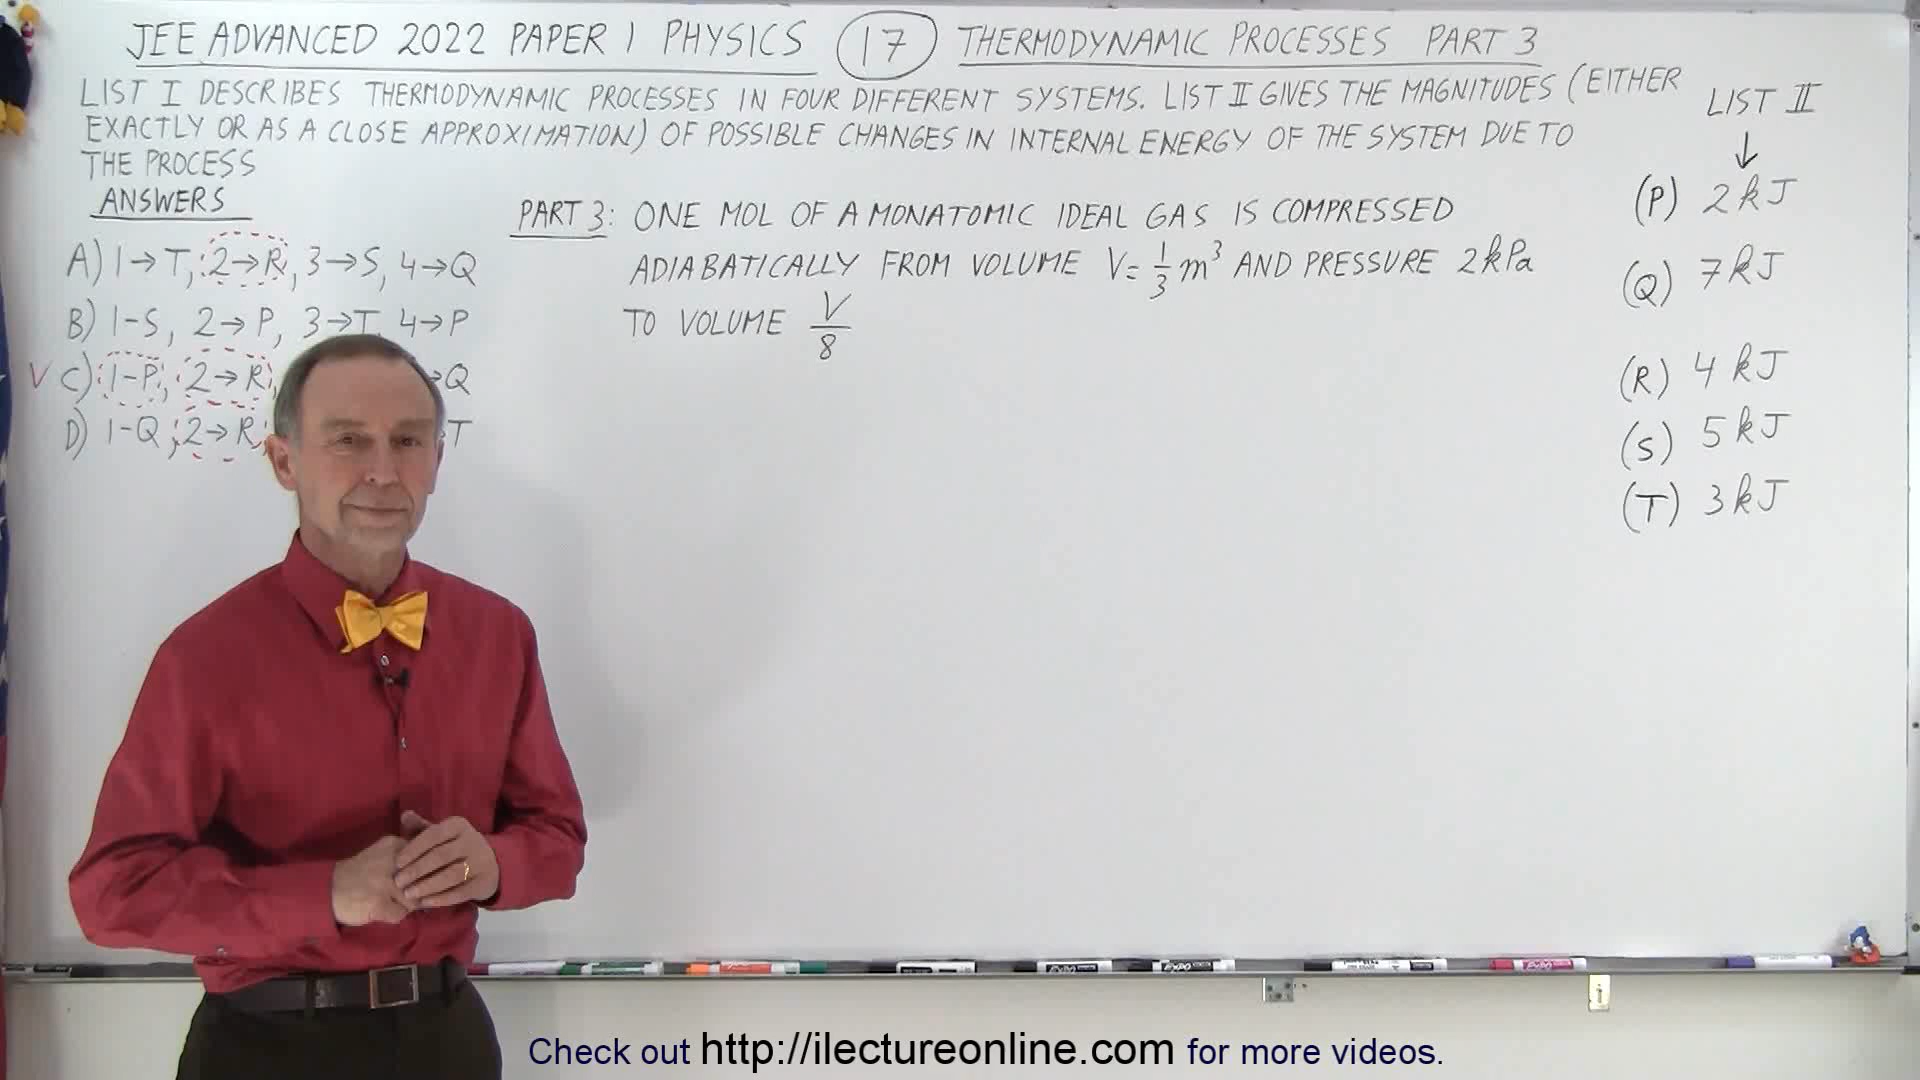 JEE ADVANCED 2022 PAPER 1 PHYSICS 17 THERMODYNAMIC PROCESSES PART 3
LIST I DESCRIBES THERMODYNAMIC PROCESSES IN FOUR DIFFERENT SYSTEMS. LIST II GIVES THE MAGNITUDES (EITHER
EXACTLY OR AS A CLOSE APPROXIMATION) OF POSSIBLE CHANGES IN INTERNAL ENERGY OF THE SYSTEM DUE TO
THE PROCESS
ANSWERS
A) 1→T, 2→R, 3→S, 4→Q
B) 1-S, 2→P, 3→T, 4→P
V C) 1-P, 2→R, →Q
D) 1-Q, 2→R, →T
PART 3: ONE MOL OF A MONATOMIC IDEAL GAS IS COMPRESSED
ADIABATICALLY FROM VOLUME V = 1/3 m³ AND PRESSURE 2 kPa
TO VOLUME V/8
LIST II
↓
(P) 2 kJ
(Q) 7 kJ
(R) 4 kJ
(S) 5 kJ
(T) 3 kJ
Check out http://ilectureonline.com for more videos.